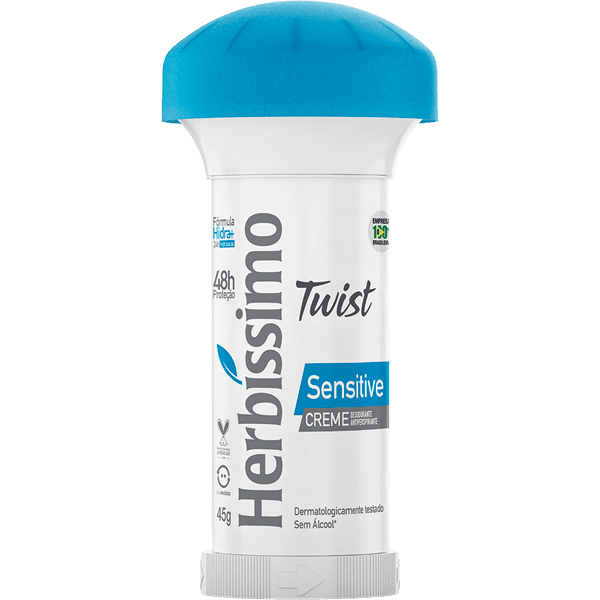 Fórmula
Hidra+
48h
Proteção
Herbíssimo
EMPRESA
100%
BRASILEIRA
Twist
Sensitive
CREME DESODORANTE
ANTIPERSPIRANTE
45g
Dermatologicamente testado
Sem Álcool*